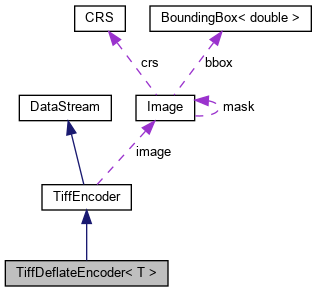 CRS
BoundingBox< double >
crs
bbox
DataStream
Image
mask
image
TiffEncoder
TiffDeflateEncoder< T >